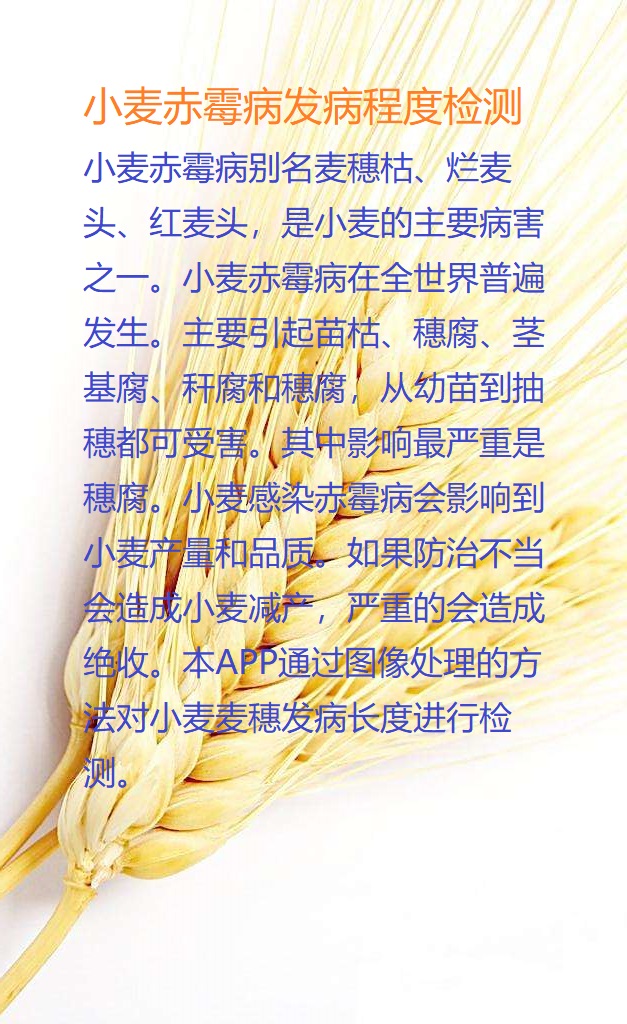 小麦赤霉病发病程度检测
小麦赤霉病别名麦穗枯、烂麦
头、红麦头，是小麦的主要病害
之一。小麦赤霉病在全世界普遍
发生。主要引起苗枯、穗腐、茎
基腐、秆腐和穗腐，从幼苗到抽
穗都可受害。其中影响最严重是
穗腐。小麦感染赤霉病会影响到
小麦产量和品质。如果防治不当
会造成小麦减产，严重的会造成
绝收。本APP通过图像处理的方
法对小麦麦穗发病长度进行检
测。